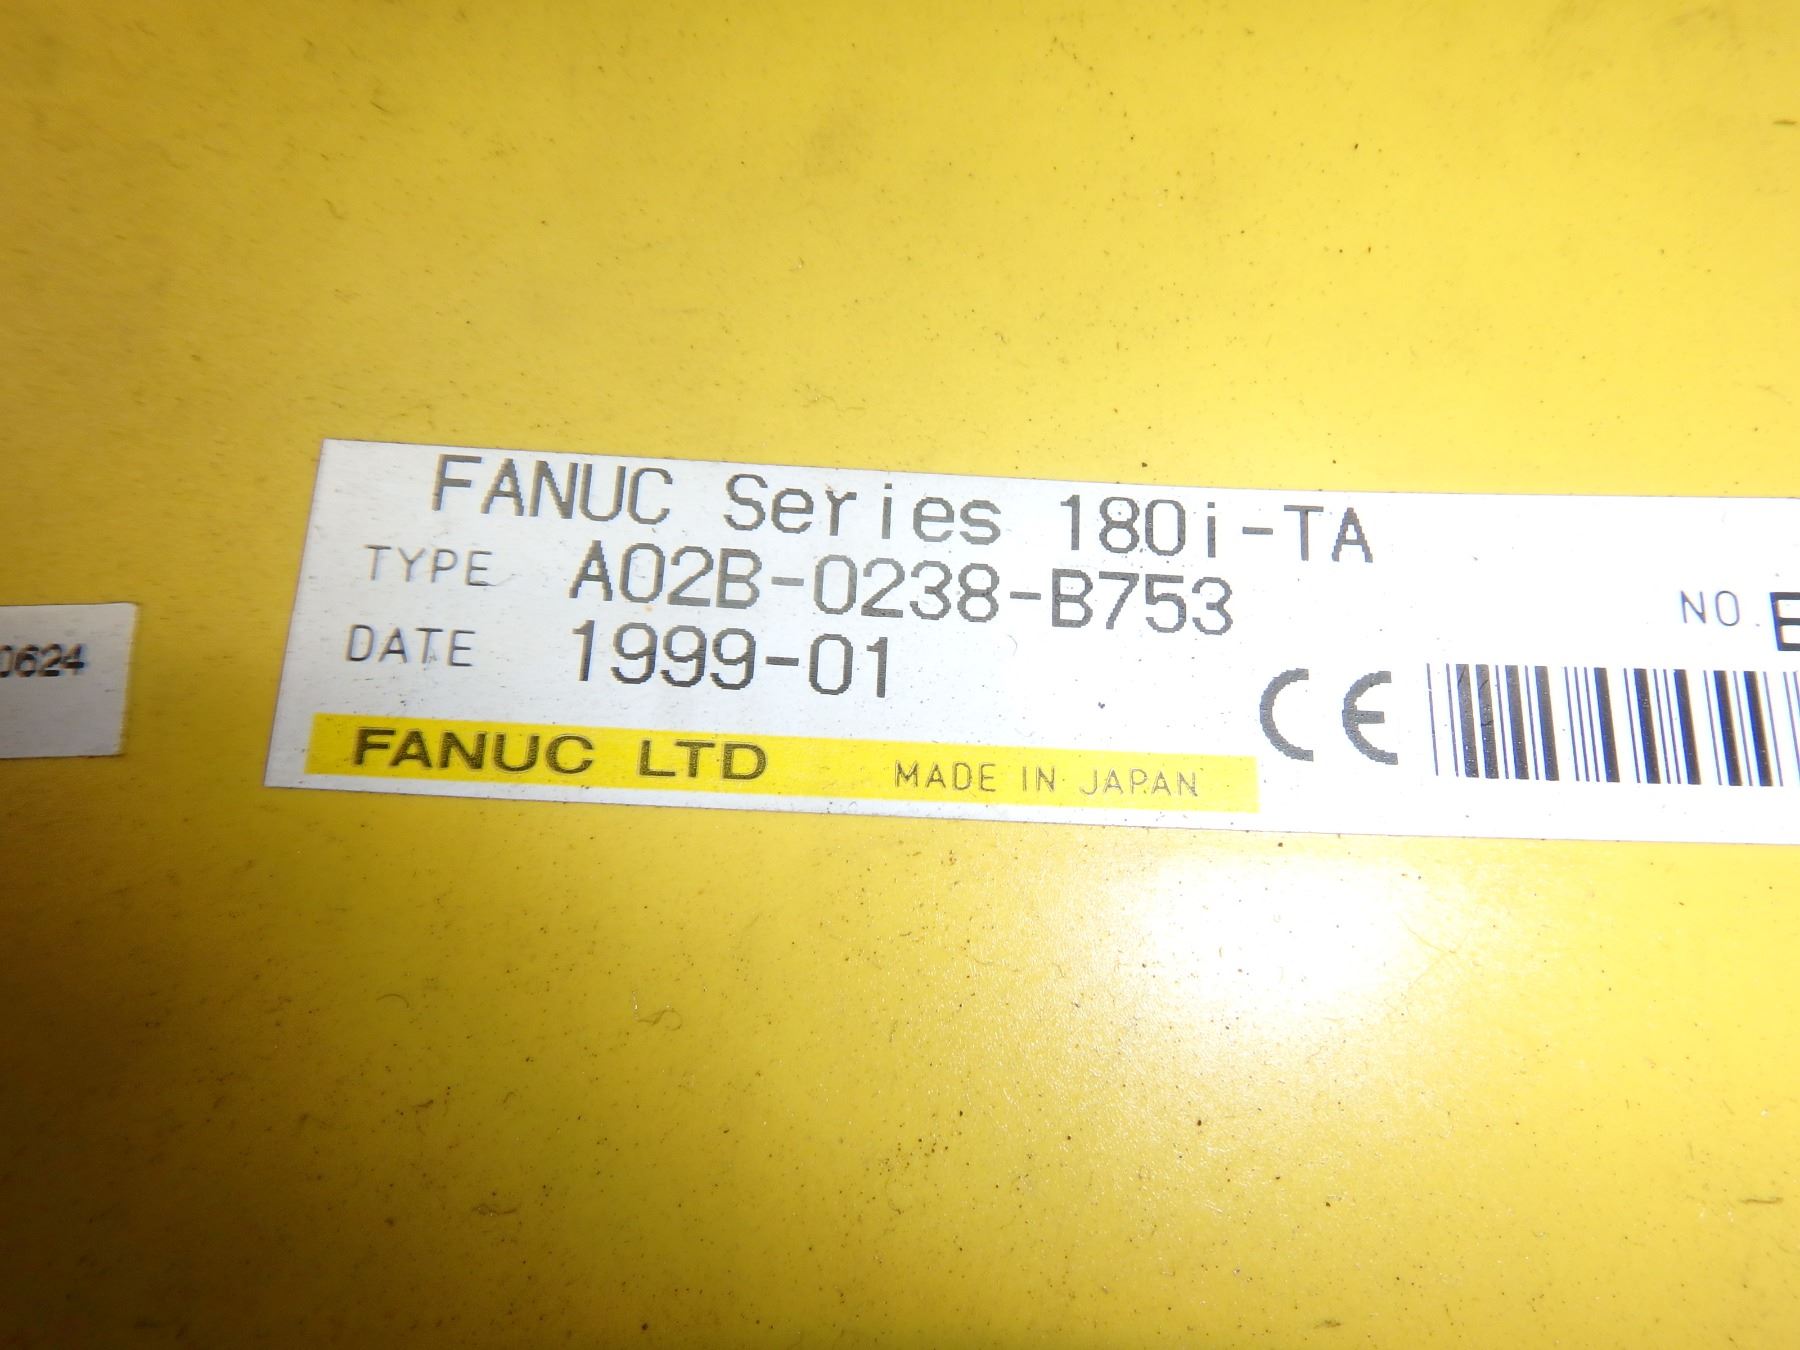 FANUC Series 180i-TA
TYPE A02B-0238-B753
NO.
DATE 1999-01
0624
CE
FANUC LTD MADE IN JAPAN